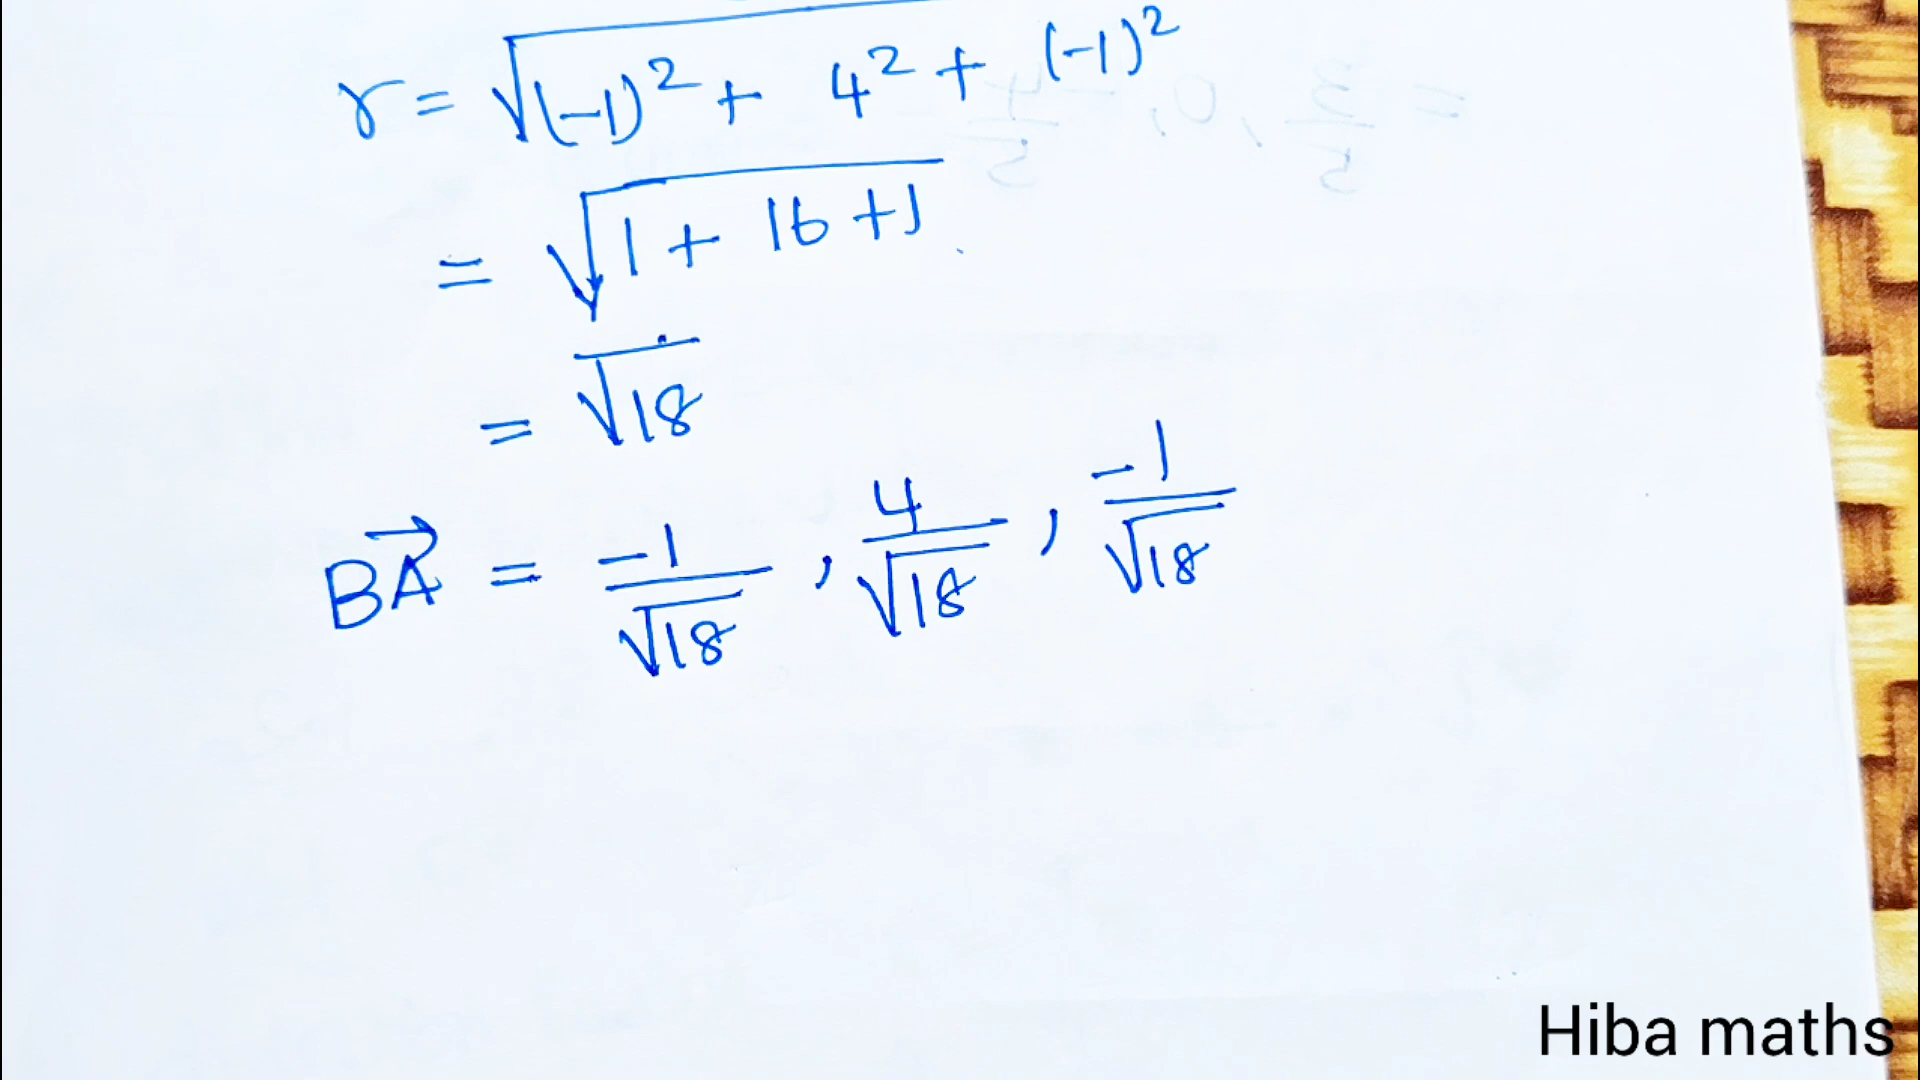 r = √(-1)² + 4² + (-1)²
= √1 + 16 + 1
= √18
BA→ = -1/√18 , 4/√18 , -1/√18
Hiba maths